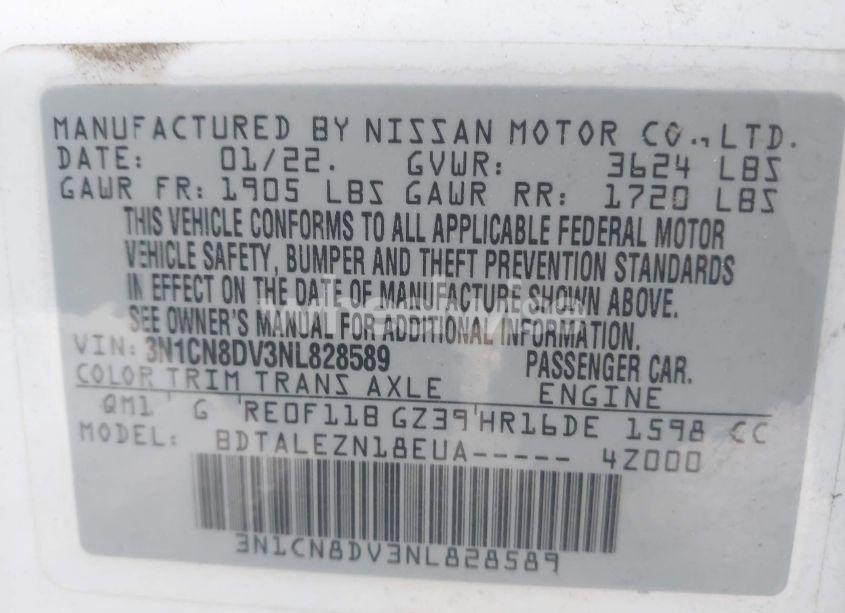 MANUFACTURED BY NISSAN MOTOR CO., LTD.
DATE: 01/22. GVWR: 3624 LBS
GAWR FR: 1905 LBS GAWR RR: 1720 LBS
THIS VEHICLE CONFORMS TO ALL APPLICABLE FEDERAL MOTOR
VEHICLE SAFETY, BUMPER AND THEFT PREVENTION STANDARDS
IN EFFECT ON THE DATE OF MANUFACTURE SHOWN ABOVE.
SEE OWNER'S MANUAL FOR ADDITIONAL INFORMATION.
VIN: 3N1CN8DV3NL828589 PASSENGER CAR.
COLOR TRIM TRANS AXLE ENGINE
QM1 G RE0F11B GZ39 HR16DE 1598 CC
MODEL: BDTALEZN18EUA----- 4Z000
3N1CN8DV3NL828589